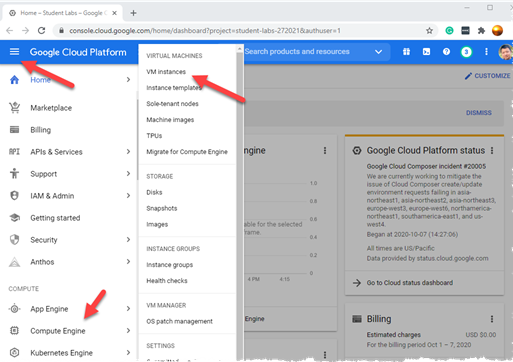 Home – Student Labs – Google C
console.cloud.google.com/home/dashboard?project=student-labs-272021&authuser=1
Google Cloud Platform
Search products and resources
3
Home
Marketplace
Billing
APIs & Services
Support
IAM & Admin
Getting started
Security
Anthos
COMPUTE
App Engine
Compute Engine
Kubernetes Engine
VIRTUAL MACHINES
VM instances
Instance templates
Sole-tenant nodes
Machine images
TPUs
Migrate for Compute Engine
STORAGE
Disks
Snapshots
Images
INSTANCE GROUPS
Instance groups
Health checks
VM MANAGER
OS patch management
SETTINGS
CUSTOMIZE
DISMISS
ngine
1.0
0.8
able for the selected
frame.
0.6
0.4
0.2
0
4 PM
4:15
Engine
Google Cloud Platform status
Google Cloud Composer incident #20005
We are currently working to mitigate the
issue of Cloud Composer create/update
environment requests failing in asia-
northeast1, asia-northeast2, asia-northeast3,
europe-west3, europe-west6, northamerica-
northeast1, southamerica-east1, and us-
west4.
Began at 2020-10-07 (14:27:06)
All times are US/Pacific
Data provided by status.cloud.google.com
Go to Cloud status dashboard
Billing
Estimated charges USD $0.00
For the billing period Oct 1 – 7, 2020